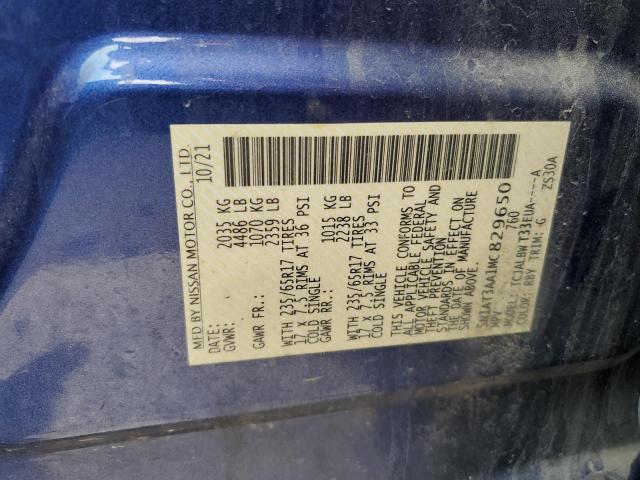 MFD BY NISSAN MOTOR CO., LTD.
DATE: 10/21
GVWR: 2035 KG
4486 LB
GAWR FR.: 1070 KG
2359 LB
WITH 235/65R17 TIRES
17 X 7.5 RIMS AT 36 PSI
COLD SINGLE
GAWR RR.: 1015 KG
2238 LB
WITH 235/65R17 TIRES
17 X 7.5 RIMS AT 33 PSI
COLD SINGLE
THIS VEHICLE CONFORMS TO
ALL APPLICABLE FEDERAL
MOTOR VEHICLE SAFETY AND
THEFT PREVENTION
STANDARDS IN EFFECT ON
THE DATE OF MANUFACTURE
SHOWN ABOVE.
5N1AT3AA1MC829650
MPV 760
MODEL: TCJALBWT33EUA----A
COLOR: RBY TRIM: G ZS30A